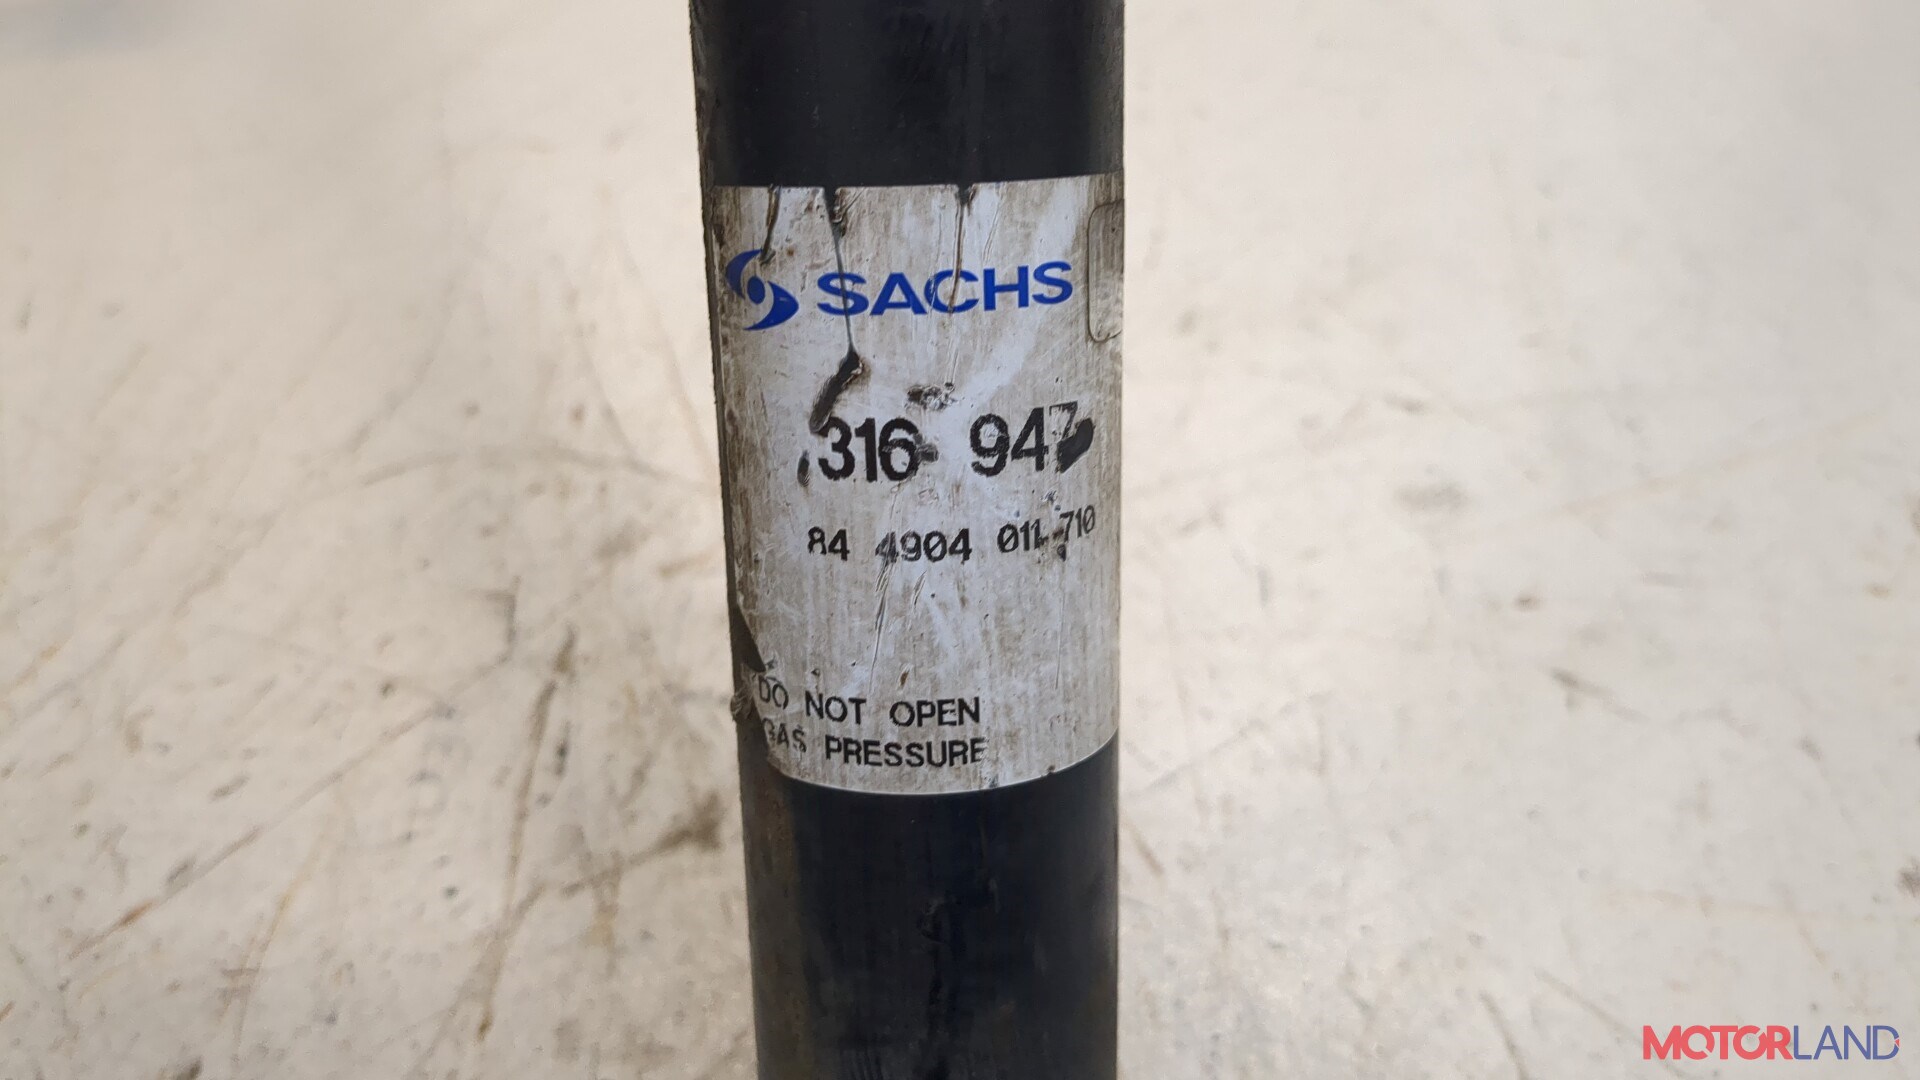 SACHS
316 947
84 4904 011 710
DO NOT OPEN
GAS PRESSURE
MOTORLAND